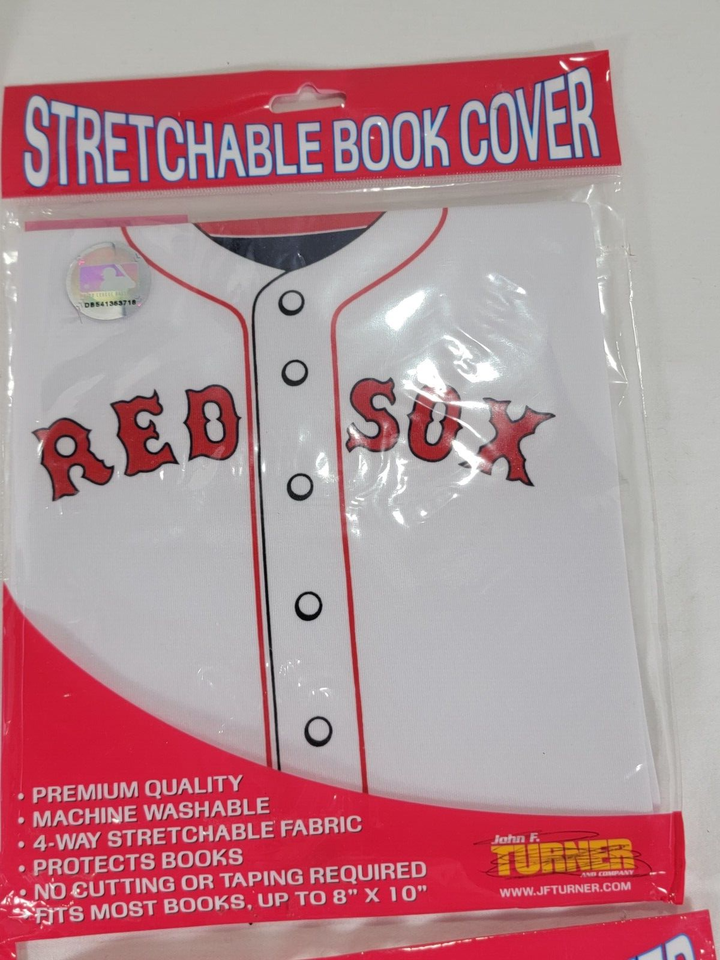 STRETCHABLE BOOK COVER
RED SOX
• PREMIUM QUALITY
• MACHINE WASHABLE
• 4-WAY STRETCHABLE FABRIC
• PROTECTS BOOKS
• NO CUTTING OR TAPING REQUIRED
FITS MOST BOOKS, UP TO 8" X 10"
John F.
TURNER
AND COMPANY
WWW.JFTURNER.COM